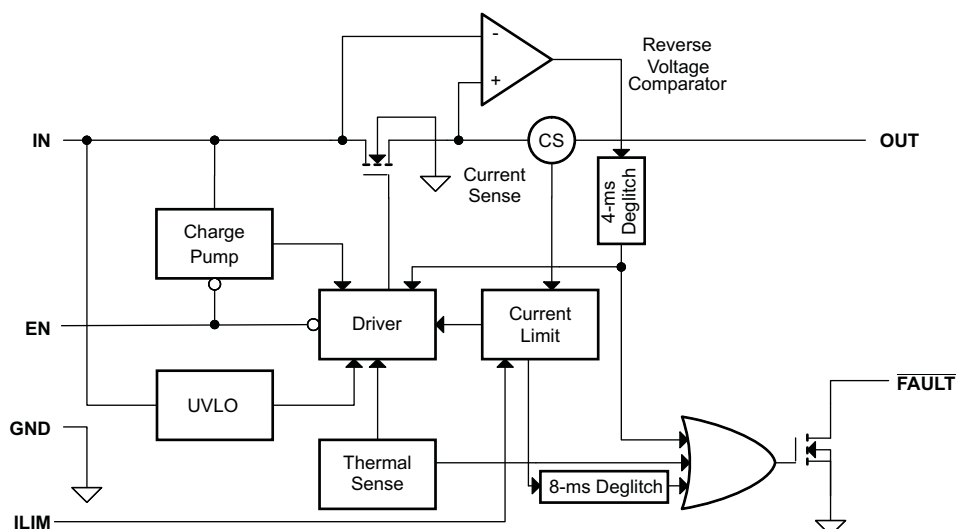 -
+
Reverse
Voltage
Comparator
IN
CS
OUT
Current
Sense
4-ms
Deglitch
Charge
Pump
EN
Driver
Current
Limit
FAULT
UVLO
GND
Thermal
Sense
8-ms Deglitch
ILIM